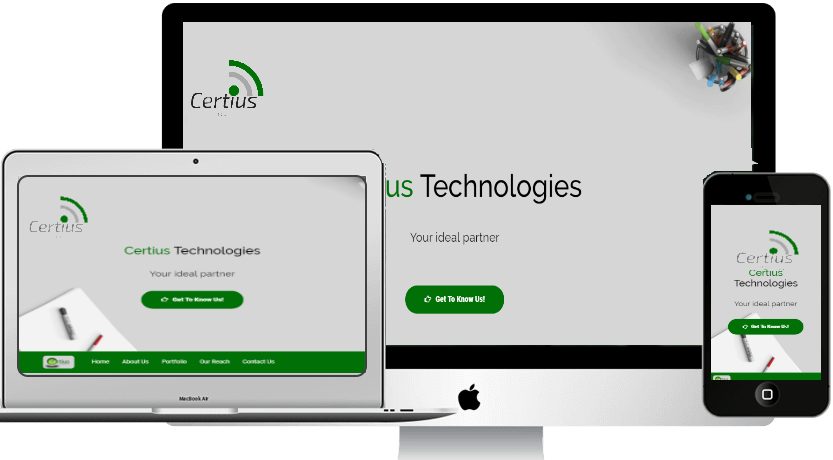 Certius
us Technologies
Your ideal partner
Get To Know Us!
Certius
Certius Technologies
Your ideal partner
Get To Know Us!
Home About Us Portfolio Our Reach Contact Us
MacBook Air
Certius
Certius
Technologies
Your ideal partner
Get To Know Us!